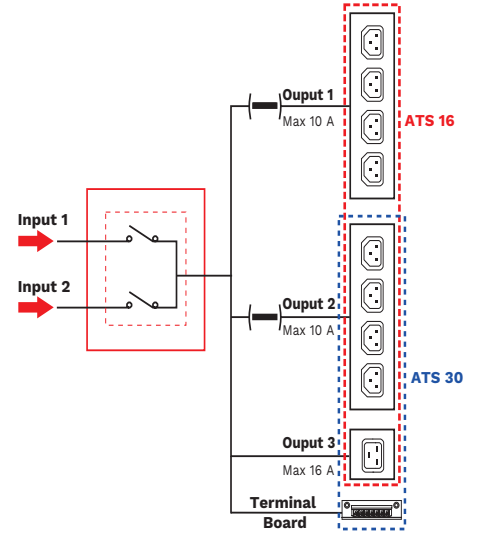 Ouput 1
Max 10 A
ATS 16
Input 1
Input 2
Ouput 2
Max 10 A
ATS 30
Ouput 3
Max 16 A
Terminal
Board